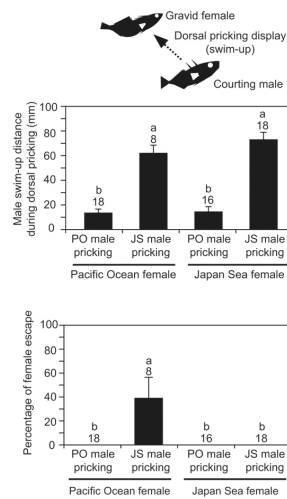 Gravid female
Dorsal pricking display
(swim-up)
Courting male
Male swim-up distance
during dorsal pricking (mm)
100
80
60
40
20
0
b
18
a
8
b
16
a
18
PO male
pricking
JS male
pricking
PO male
pricking
JS male
pricking
Pacific Ocean female
Japan Sea female
Percentage of female escape
100
80
60
40
20
0
b
18
a
8
b
16
b
18
PO male
pricking
JS male
pricking
PO male
pricking
JS male
pricking
Pacific Ocean female
Japan Sea female